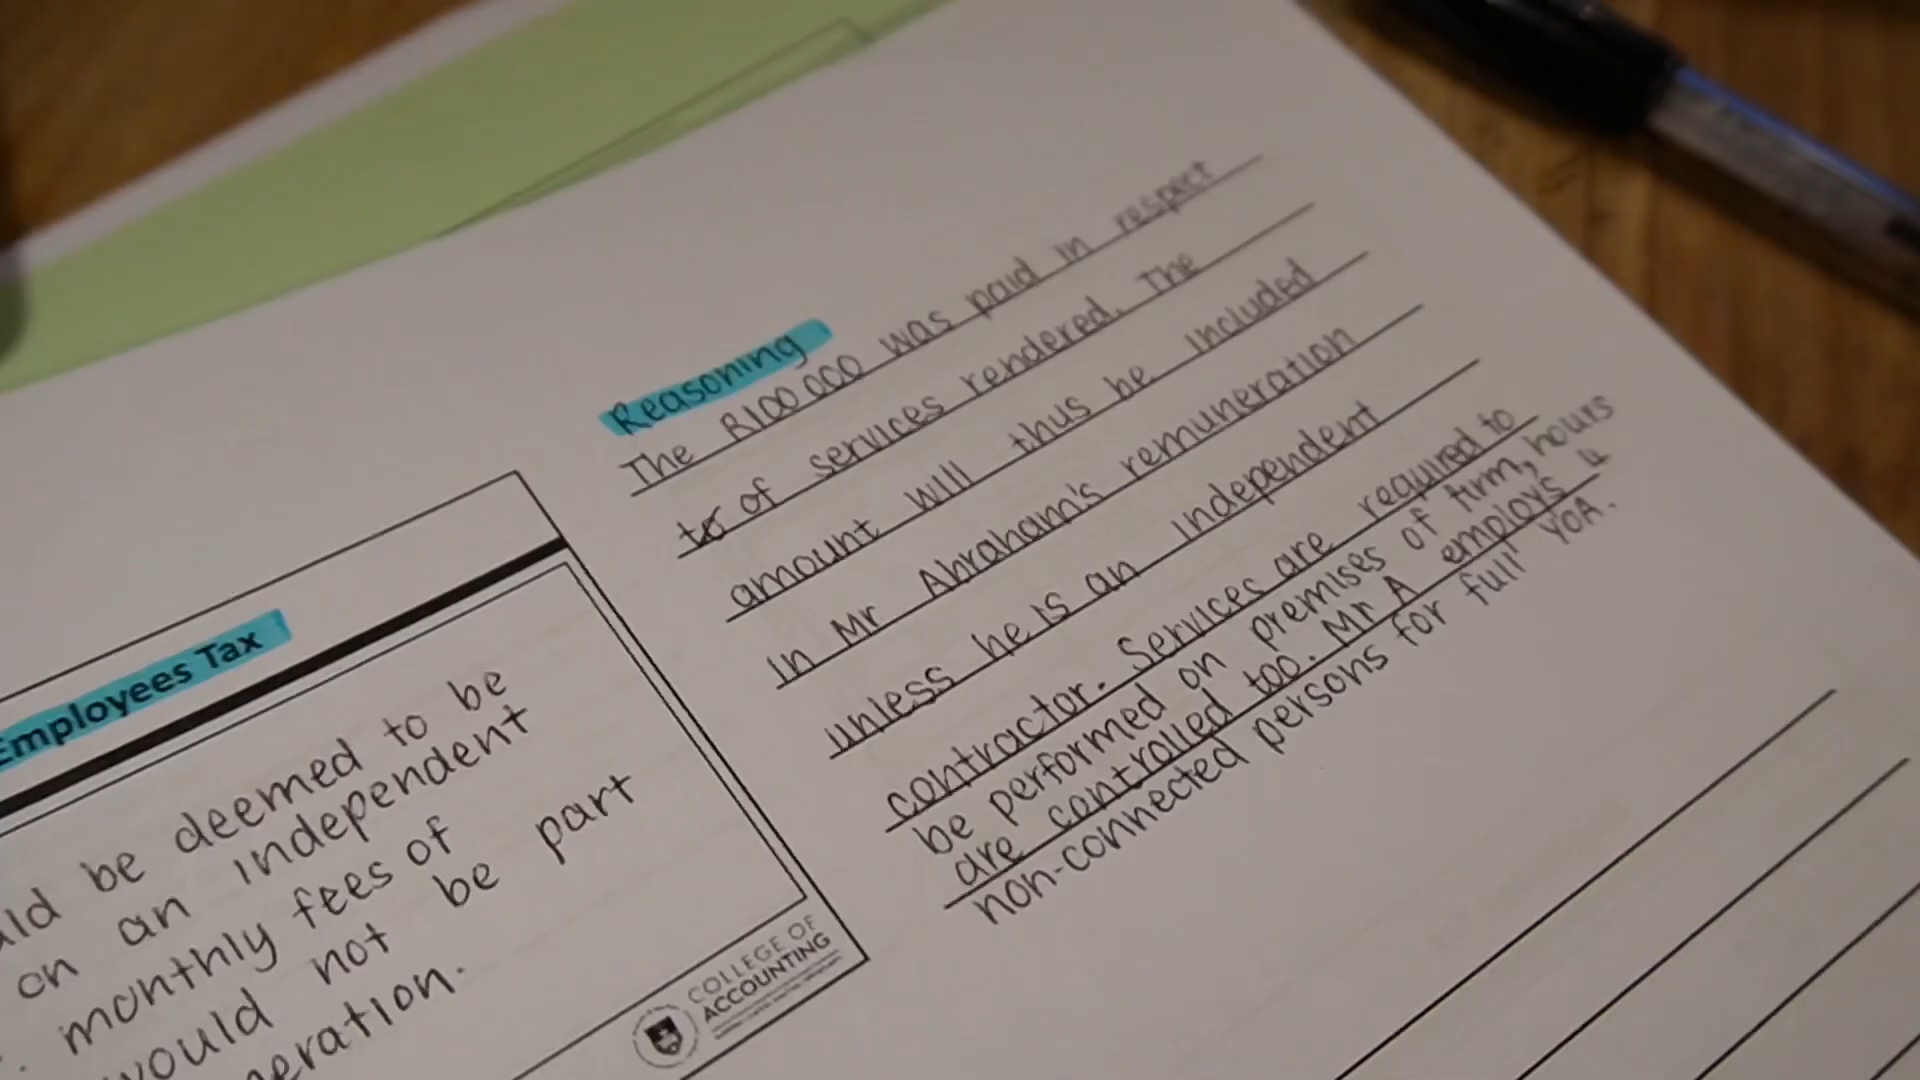 Reasoning
The R100 000 was paid in respect
to of services rendered. The
amount will thus be included
in Mr Abraham's remuneration
unless he is an independent
contractor. Services are required to
be performed on premises of firm, hours
are controlled too. Mr A employs 4
non-connected persons for full YOA.
Employees Tax
be deemed to be
on an independent
monthly fees of
would not be part
COLLEGE OF
ACCOUNTING